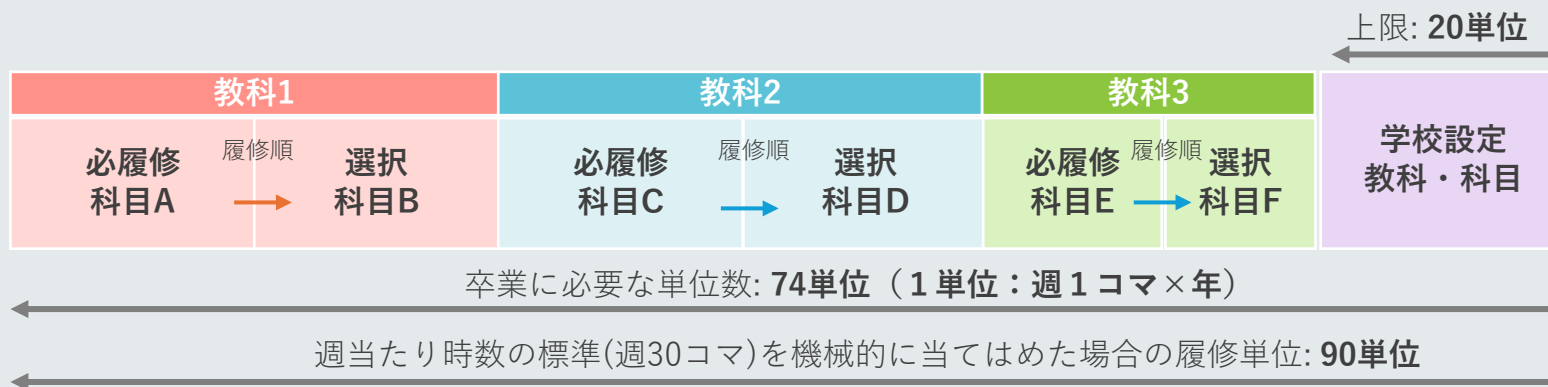 上限: 20単位
教科1
教科2
教科3
必履修
科目A
履修順
選択
科目B
必履修
科目C
履修順
選択
科目D
必履修
科目E
履修順
選択
科目F
学校設定
教科・科目
卒業に必要な単位数: 74単位（１単位：週１コマ×年）
週当たり時数の標準(週30コマ)を機械的に当てはめた場合の履修単位: 90単位